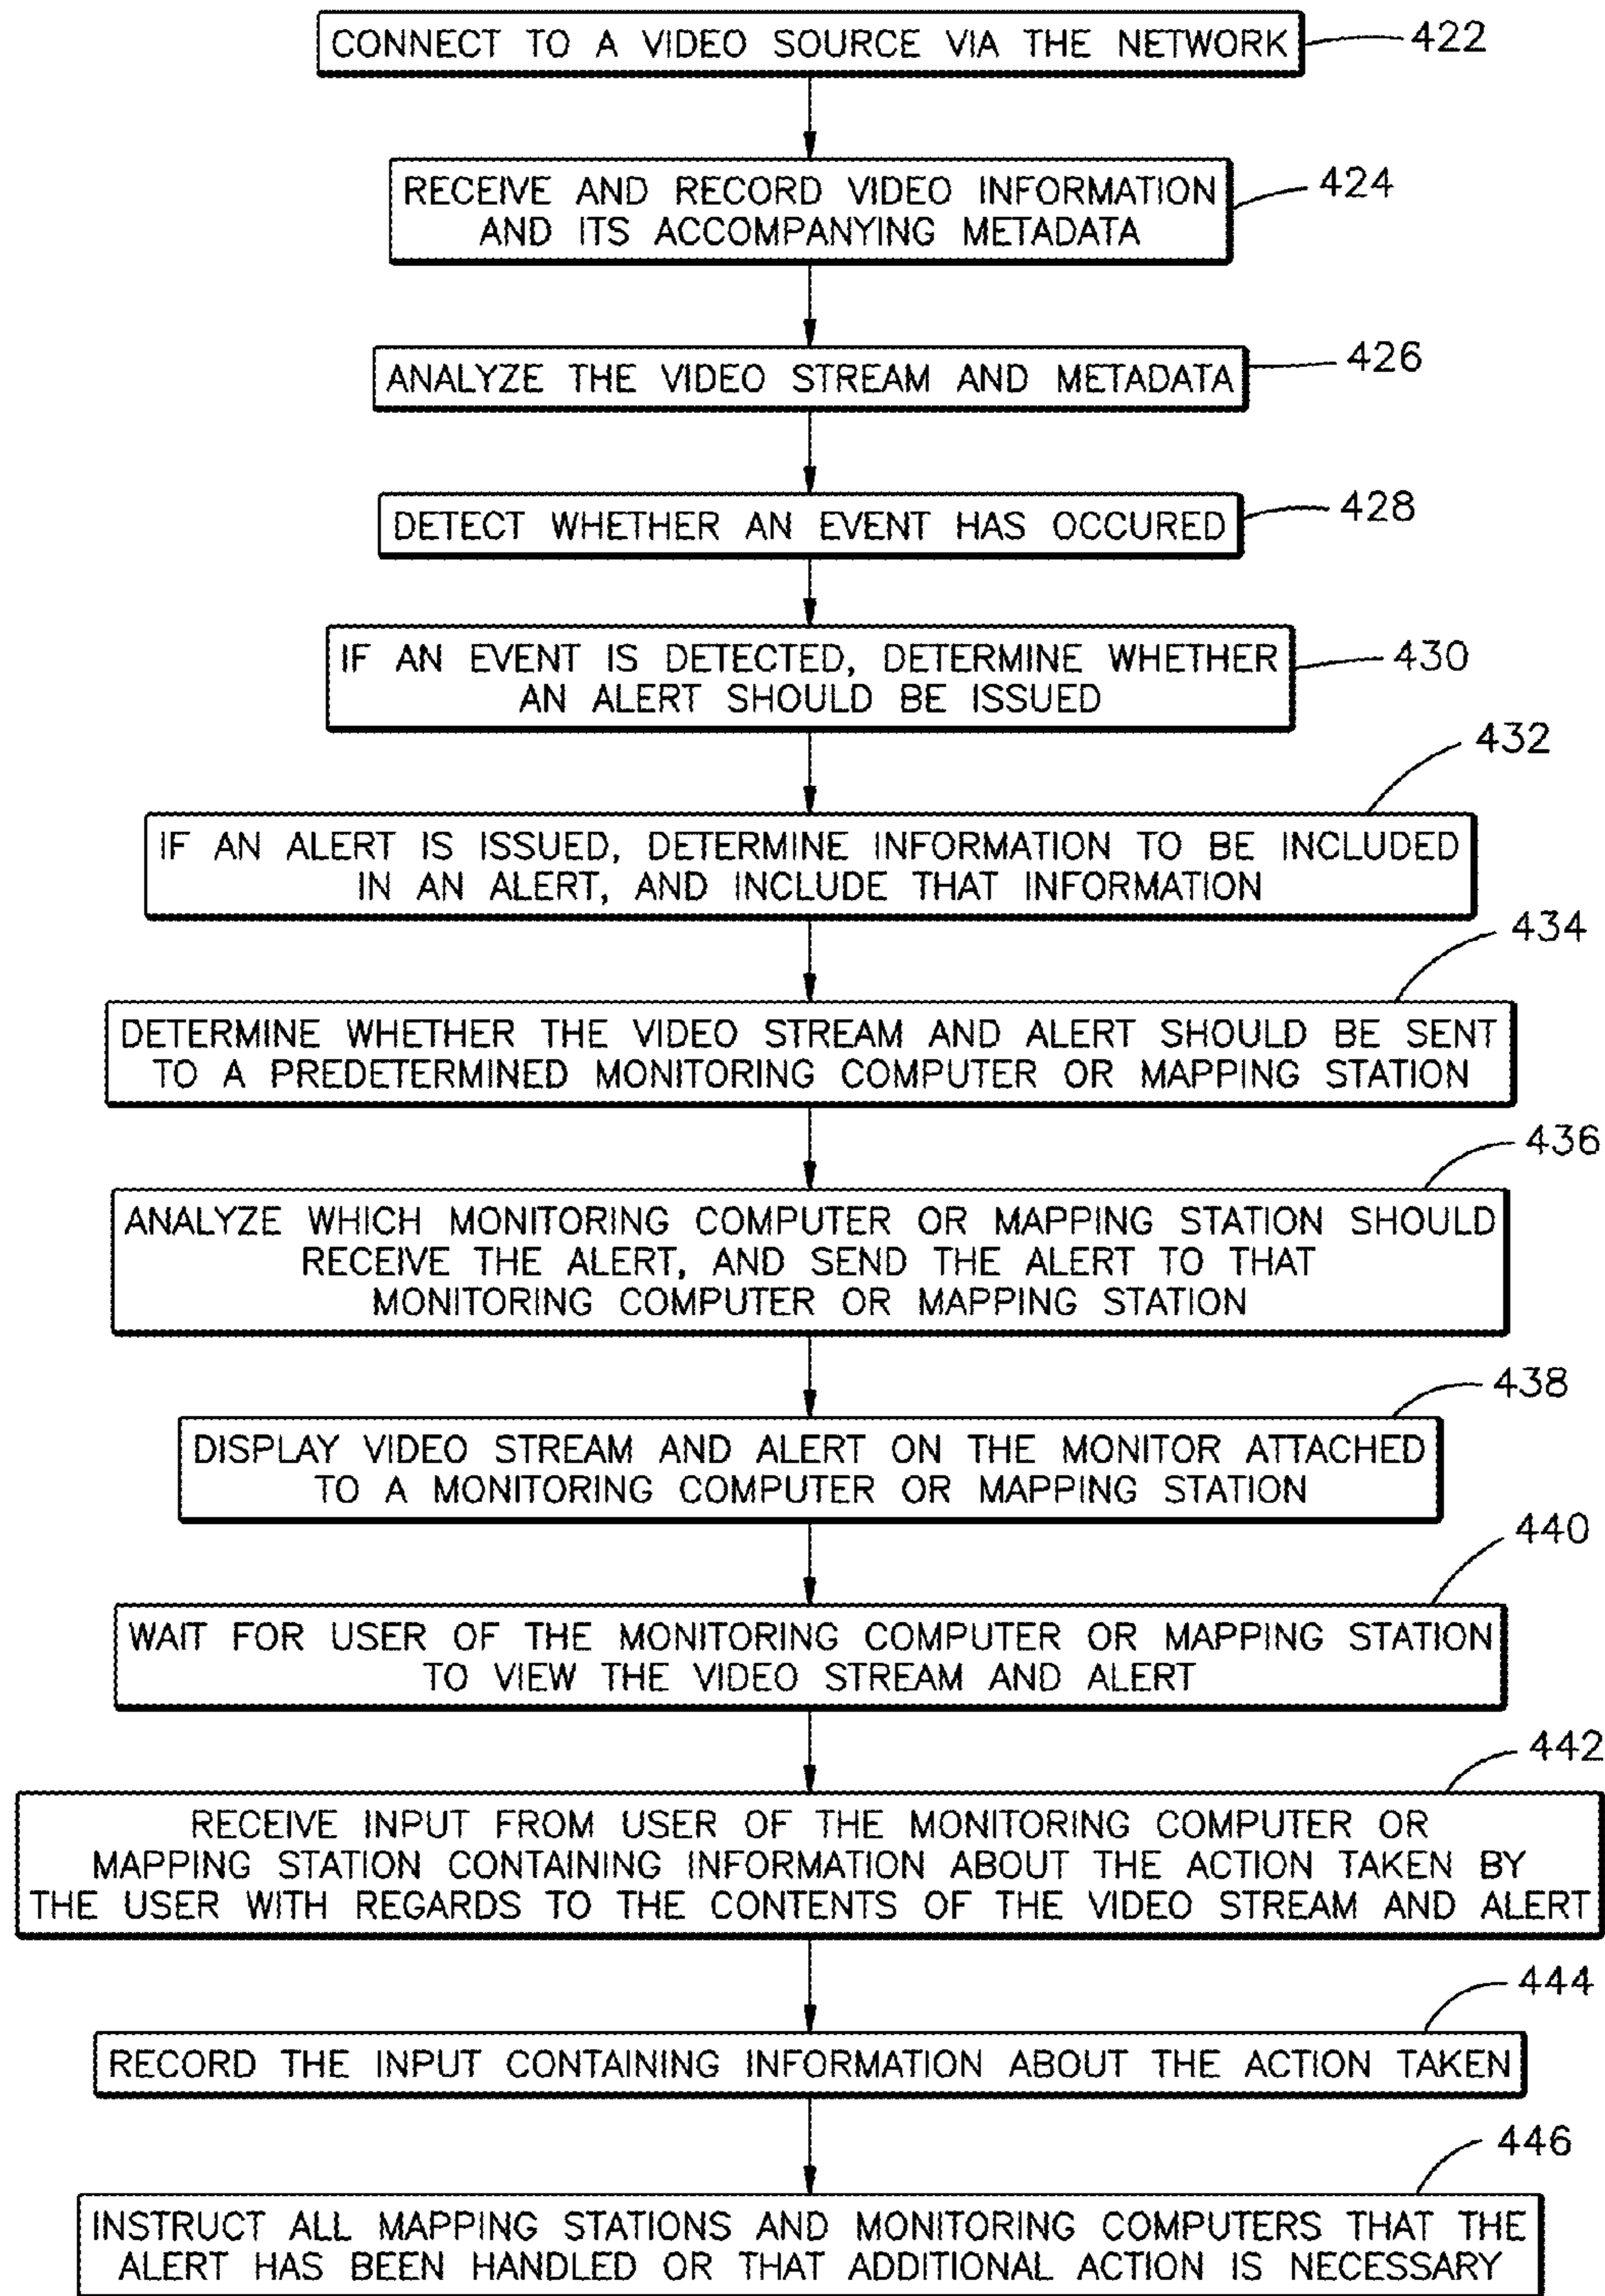 CONNECT TO A VIDEO SOURCE VIA THE NETWORK
422
RECEIVE AND RECORD VIDEO INFORMATION
AND ITS ACCOMPANYING METADATA
424
ANALYZE THE VIDEO STREAM AND METADATA
426
DETECT WHETHER AN EVENT HAS OCCURED
428
IF AN EVENT IS DETECTED, DETERMINE WHETHER
AN ALERT SHOULD BE ISSUED
430
432
IF AN ALERT IS ISSUED, DETERMINE INFORMATION TO BE INCLUDED
IN AN ALERT, AND INCLUDE THAT INFORMATION
434
DETERMINE WHETHER THE VIDEO STREAM AND ALERT SHOULD BE SENT
TO A PREDETERMINED MONITORING COMPUTER OR MAPPING STATION
436
ANALYZE WHICH MONITORING COMPUTER OR MAPPING STATION SHOULD
RECEIVE THE ALERT, AND SEND THE ALERT TO THAT
MONITORING COMPUTER OR MAPPING STATION
438
DISPLAY VIDEO STREAM AND ALERT ON THE MONITOR ATTACHED
TO A MONITORING COMPUTER OR MAPPING STATION
440
WAIT FOR USER OF THE MONITORING COMPUTER OR MAPPING STATION
TO VIEW THE VIDEO STREAM AND ALERT
442
RECEIVE INPUT FROM USER OF THE MONITORING COMPUTER OR
MAPPING STATION CONTAINING INFORMATION ABOUT THE ACTION TAKEN BY
THE USER WITH REGARDS TO THE CONTENTS OF THE VIDEO STREAM AND ALERT
444
RECORD THE INPUT CONTAINING INFORMATION ABOUT THE ACTION TAKEN
446
INSTRUCT ALL MAPPING STATIONS AND MONITORING COMPUTERS THAT THE
ALERT HAS BEEN HANDLED OR THAT ADDITIONAL ACTION IS NECESSARY